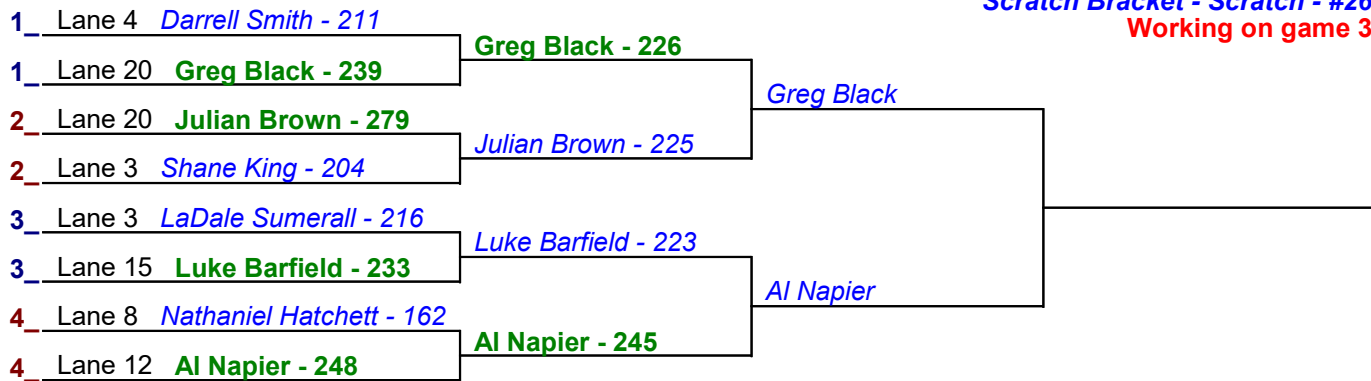 Scratch Bracket - Scratch - #26
Working on game 3
1_ Lane 4 Darrell Smith - 211
Greg Black - 226
1_ Lane 20 Greg Black - 239
Greg Black
2_ Lane 20 Julian Brown - 279
Julian Brown - 225
2_ Lane 3 Shane King - 204
3_ Lane 3 LaDale Sumerall - 216
Luke Barfield - 223
3_ Lane 15 Luke Barfield - 233
Al Napier
4_ Lane 8 Nathaniel Hatchett - 162
Al Napier - 245
4_ Lane 12 Al Napier - 248